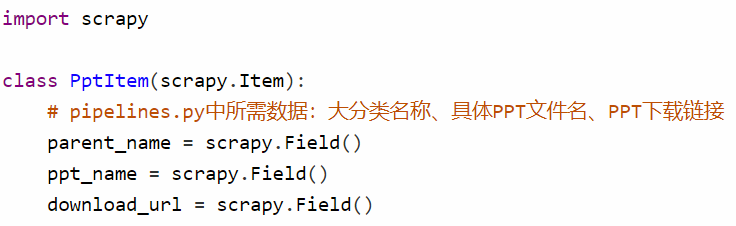 import scrapy

class PptItem(scrapy.Item):
    # pipelines.py中所需数据：大分类名称、具体PPT文件名、PPT下载链接
    parent_name = scrapy.Field()
    ppt_name = scrapy.Field()
    download_url = scrapy.Field()